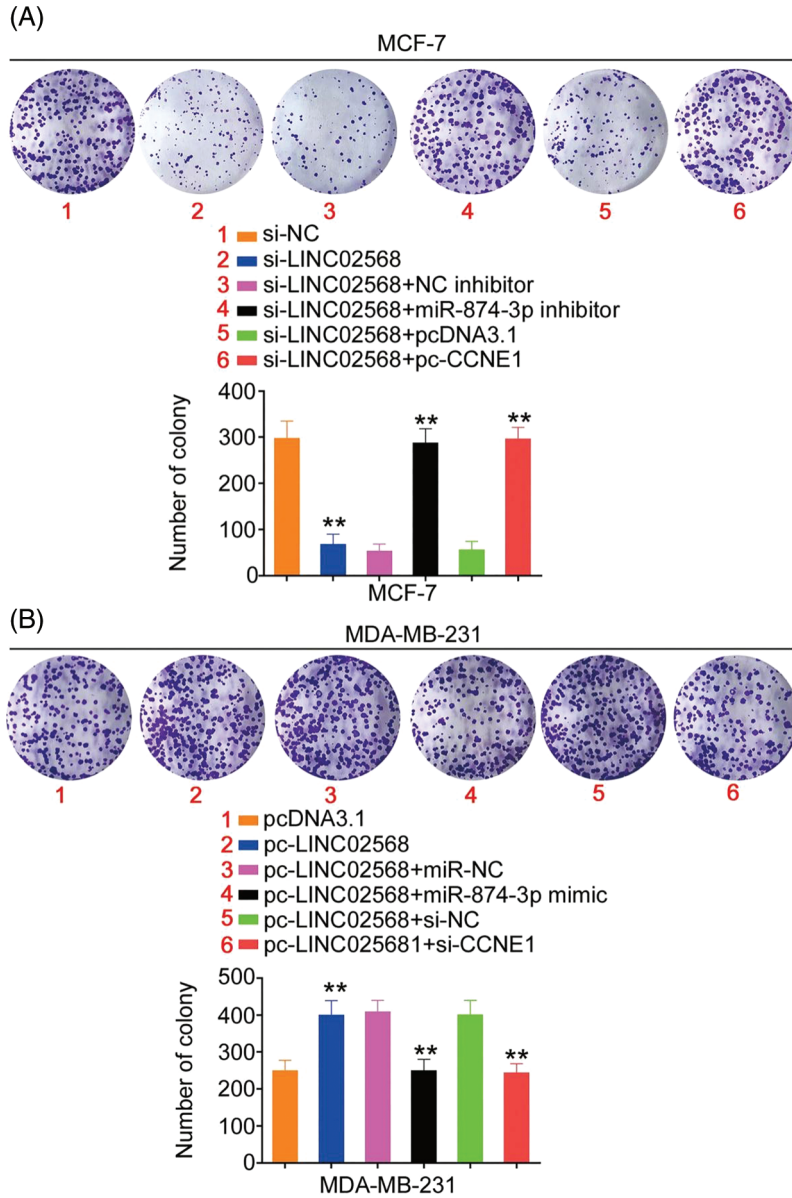 (A)
MCF-7
1 2 3 4 5 6
1 si-NC
2 si-LINC02568
3 si-LINC02568+NC inhibitor
4 si-LINC02568+miR-874-3p inhibitor
5 si-LINC02568+pcDNA3.1
6 si-LINC02568+pc-CCNE1
Number of colony
400
300
200
100
0
** ** **
MCF-7
(B)
MDA-MB-231
1 2 3 4 5 6
1 pcDNA3.1
2 pc-LINC02568
3 pc-LINC02568+miR-NC
4 pc-LINC02568+miR-874-3p mimic
5 pc-LINC02568+si-NC
6 pc-LINC025681+si-CCNE1
Number of colony
500
400
300
200
100
0
** ** **
MDA-MB-231